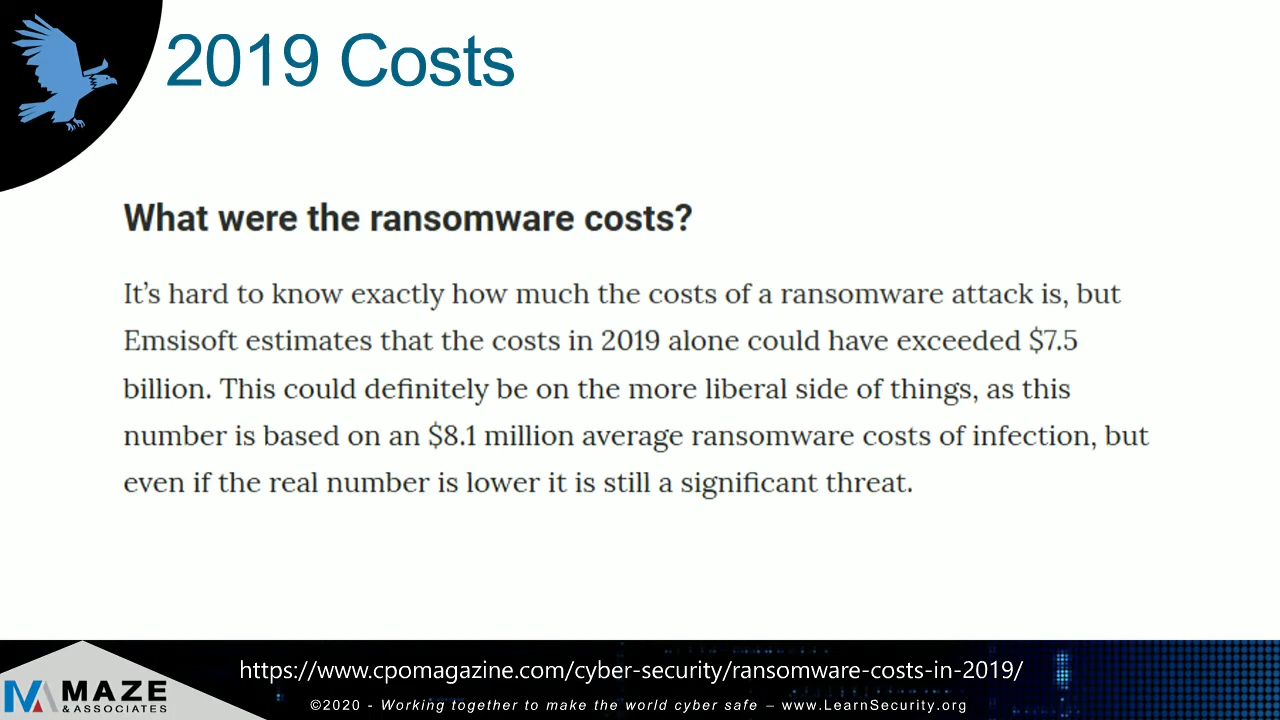 2019 Costs
What were the ransomware costs?
It’s hard to know exactly how much the costs of a ransomware attack is, but
Emsisoft estimates that the costs in 2019 alone could have exceeded $7.5
billion. This could definitely be on the more liberal side of things, as this
number is based on an $8.1 million average ransomware costs of infection, but
even if the real number is lower it is still a significant threat.
https://www.cpomagazine.com/cyber-security/ransomware-costs-in-2019/
MAZE
& ASSOCIATES
©2020 - Working together to make the world cyber safe – www.LearnSecurity.org